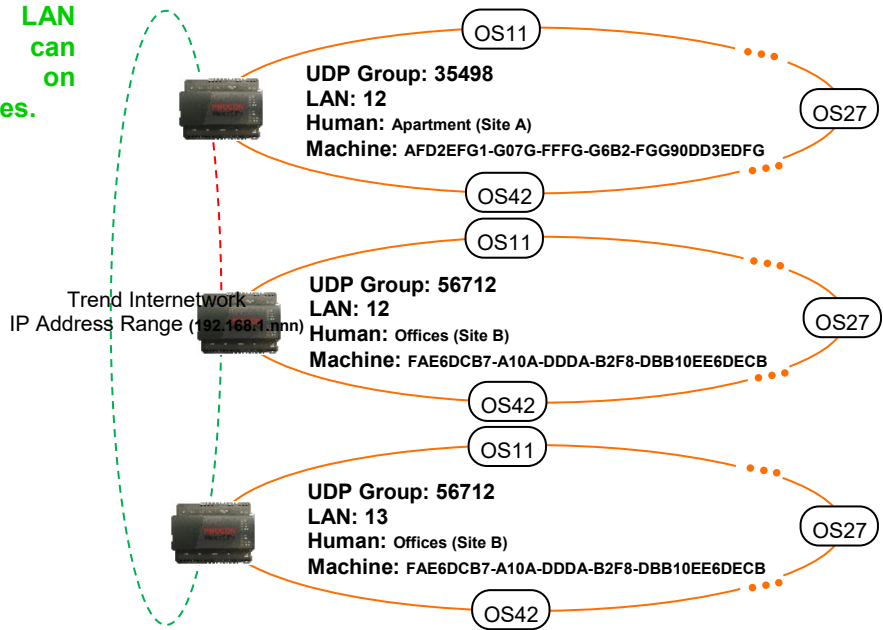 LAN
can
on
es.
OS11
UDP Group: 35498
LAN: 12
Human: Apartment (Site A)
Machine: AFD2EFG1-G07G-FFFG-G6B2-FGG90DD3EDFG
OS27
OS42
OS11
Trend Internetwork
IP Address Range (192.168.1.nnn)
UDP Group: 56712
LAN: 12
Human: Offices (Site B)
Machine: FAE6DCB7-A10A-DDDA-B2F8-DBB10EE6DECB
OS27
OS42
OS11
UDP Group: 56712
LAN: 13
Human: Offices (Site B)
Machine: FAE6DCB7-A10A-DDDA-B2F8-DBB10EE6DECB
OS27
OS42